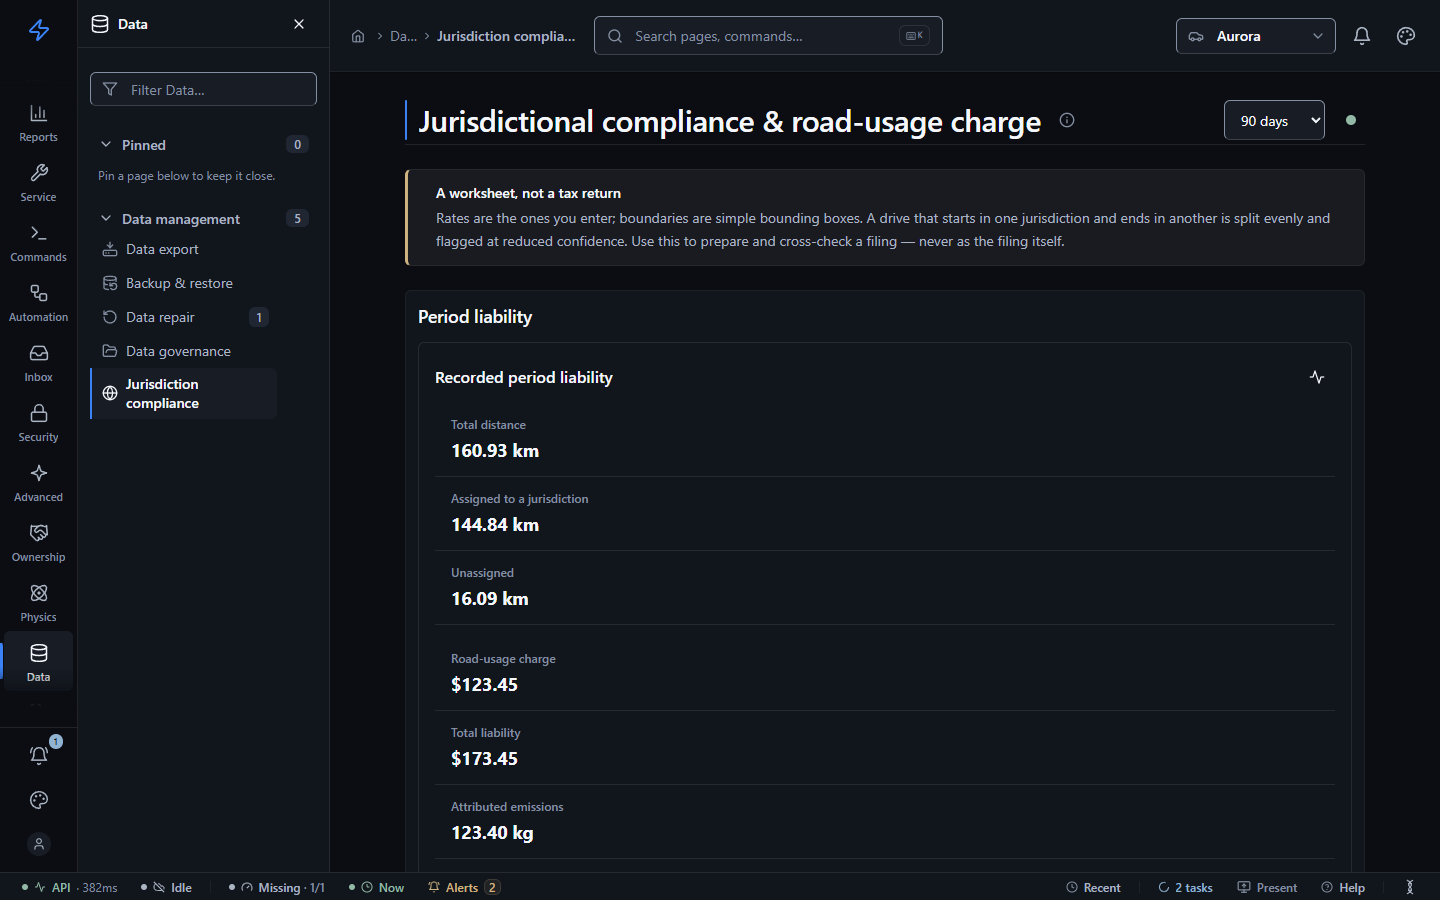 Data
Da...
Jurisdiction complia...
Search pages, commands...
K
Aurora
Filter Data...
Reports
Service
Commands
Automation
Inbox
Security
Advanced
Ownership
Physics
Data
1
Pinned
0
Pin a page below to keep it close.
Data management
5
Data export
Backup & restore
Data repair
1
Data governance
Jurisdiction
compliance
Jurisdictional compliance & road-usage charge
90 days
A worksheet, not a tax return
Rates are the ones you enter; boundaries are simple bounding boxes. A drive that starts in one jurisdiction and ends in another is split evenly and
flagged at reduced confidence. Use this to prepare and cross-check a filing — never as the filing itself.
Period liability
Recorded period liability
Total distance
160.93 km
Assigned to a jurisdiction
144.84 km
Unassigned
16.09 km
Road-usage charge
$123.45
Total liability
$173.45
Attributed emissions
123.40 kg
API · 382ms
Idle
Missing · 1/1
Now
Alerts 2
Recent
2 tasks
Present
Help